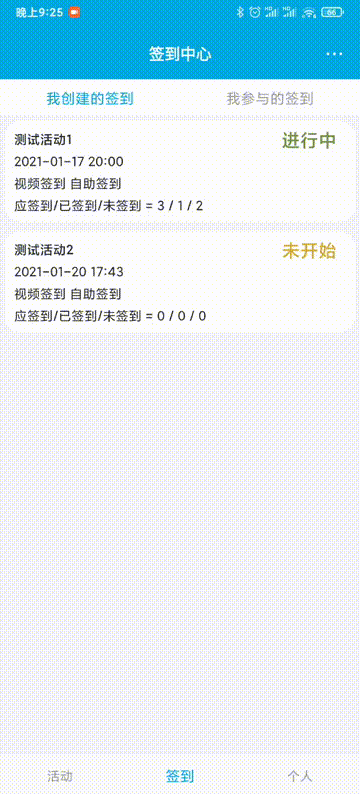 晚上9:25
66
签到中心
我创建的签到 我参与的签到
测试活动1 进行中
2021-01-17 20:00
视频签到 自助签到
应签到/已签到/未签到 = 3 / 1 / 2
测试活动2 未开始
2021-01-20 17:43
视频签到 自助签到
应签到/已签到/未签到 = 0 / 0 / 0
活动 签到 个人